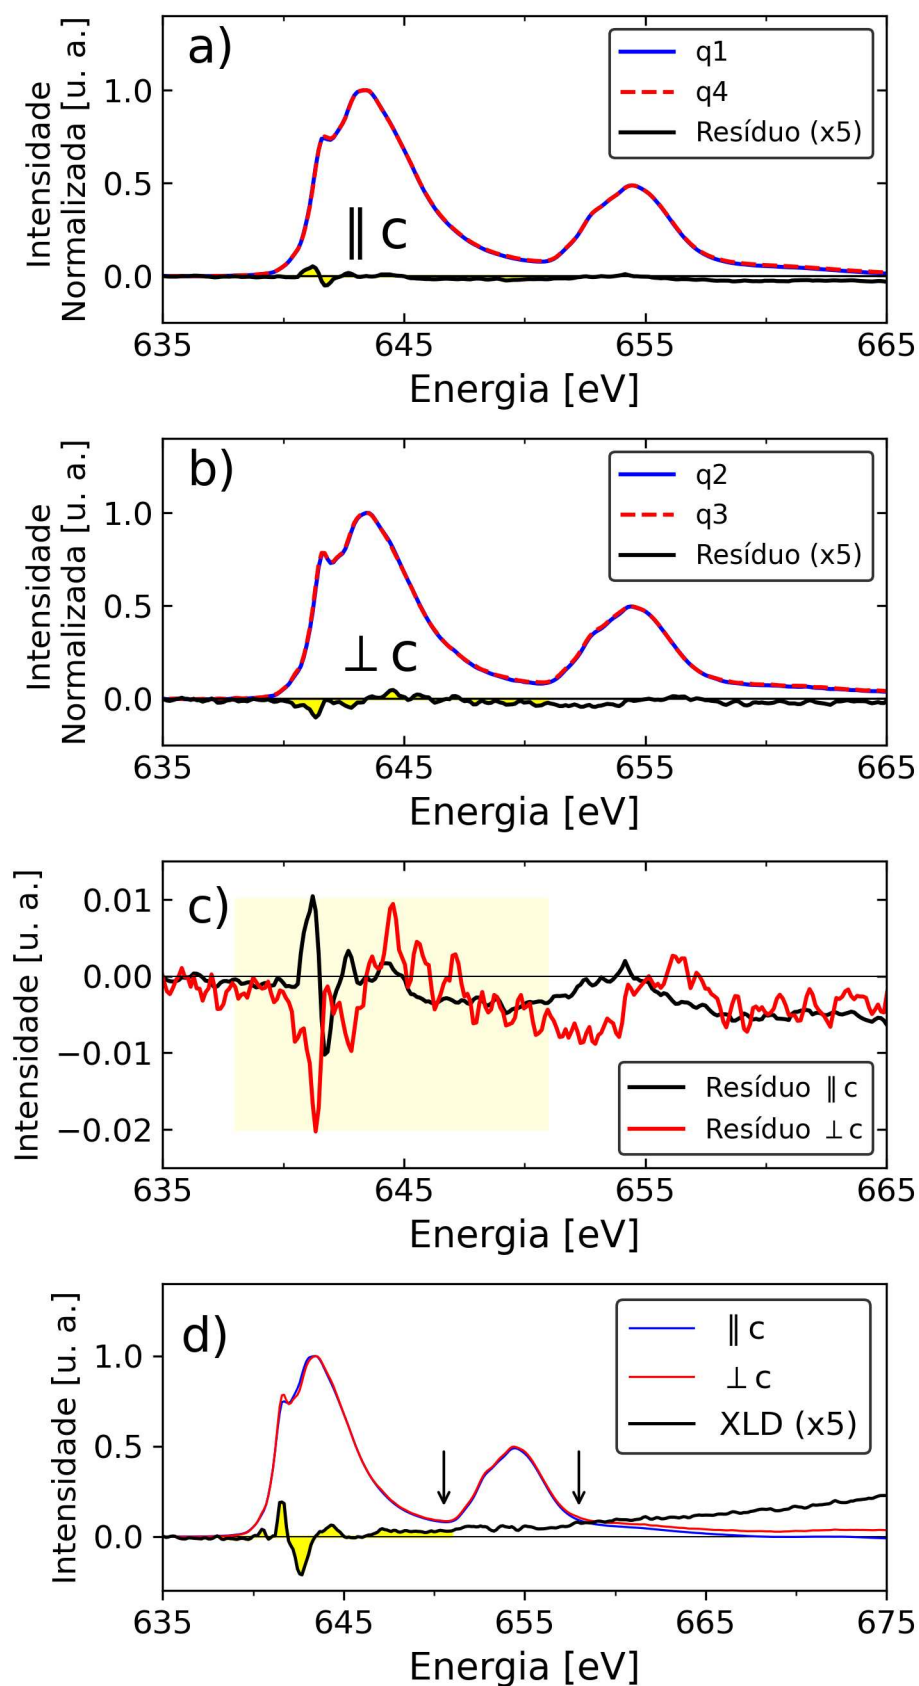 a)
q1
q4
Resíduo (x5)
1.0
0.5
0.0
Intensidade
Normalizada [u. a.]
∥ c
635
645
655
665
Energia [eV]
b)
q2
q3
Resíduo (x5)
1.0
0.5
0.0
Intensidade
Normalizada [u. a.]
⊥ c
635
645
655
665
Energia [eV]
c)
0.01
0.00
−0.01
−0.02
Intensidade [u. a.]
Resíduo ∥ c
Resíduo ⊥ c
635
645
655
665
Energia [eV]
d)
∥ c
⊥ c
XLD (x5)
1.0
0.5
0.0
Intensidade [u. a.]
635
645
655
665
675
Energia [eV]